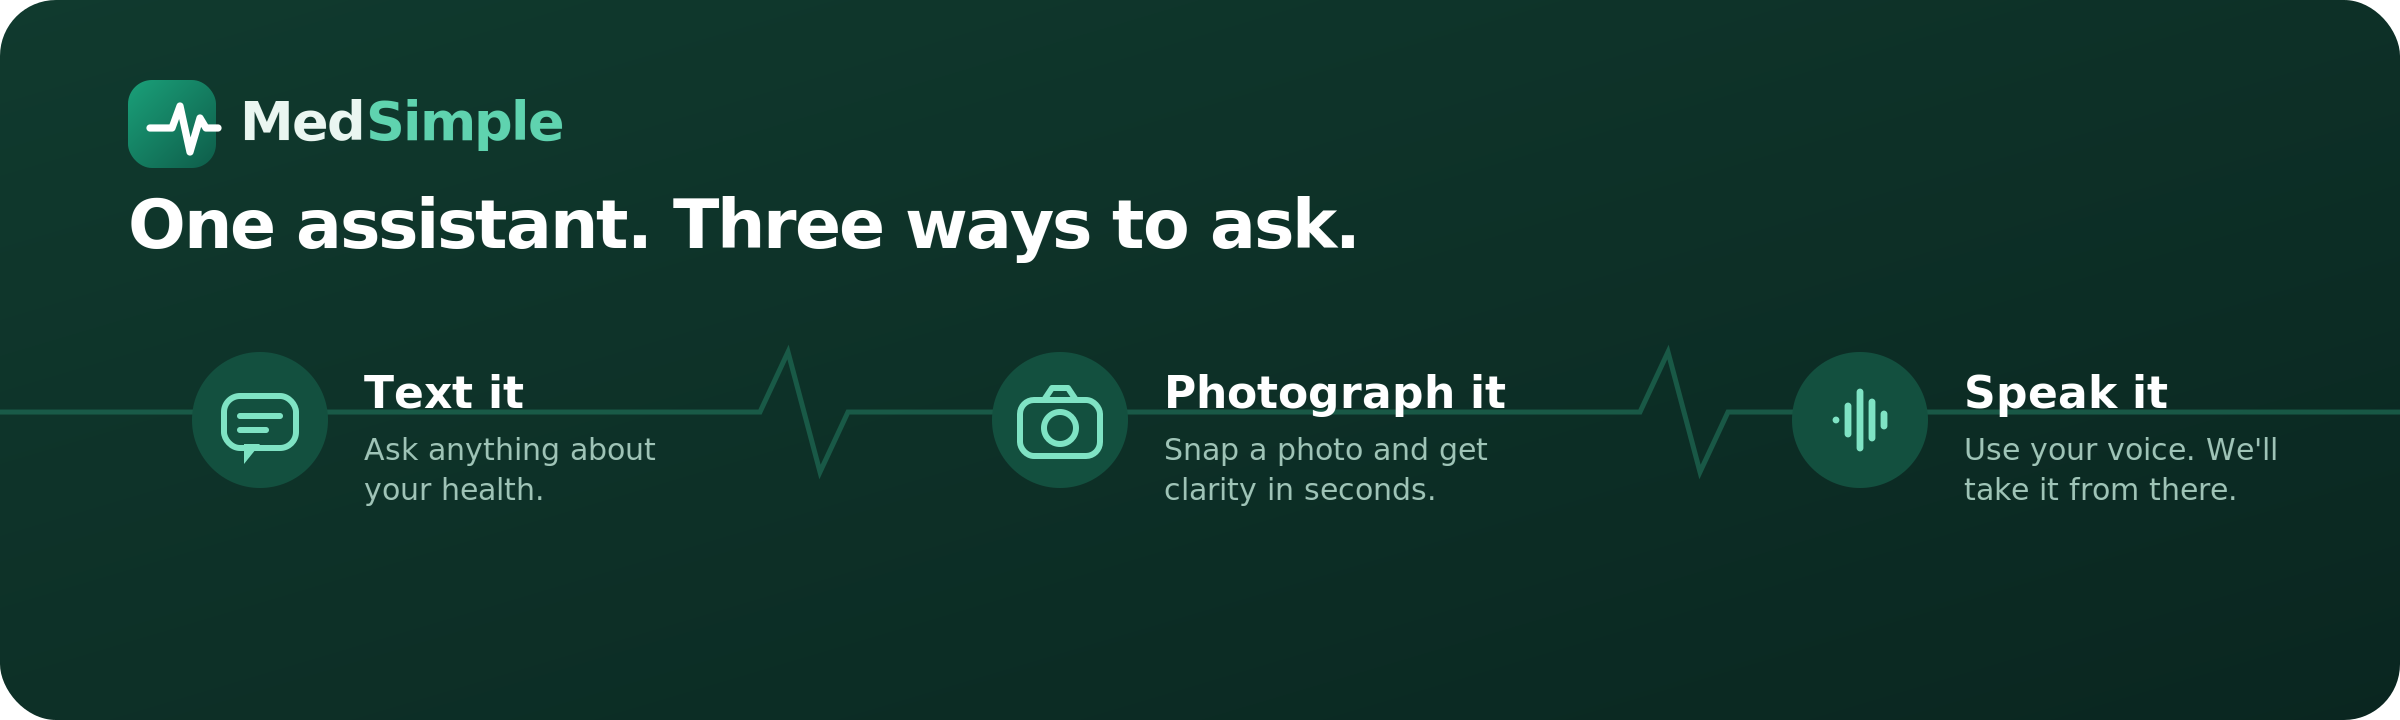 MedSimple
One assistant. Three ways to ask.
Text it
Ask anything about
your health.
Photograph it
Snap a photo and get
clarity in seconds.
Speak it
Use your voice. We'll
take it from there.